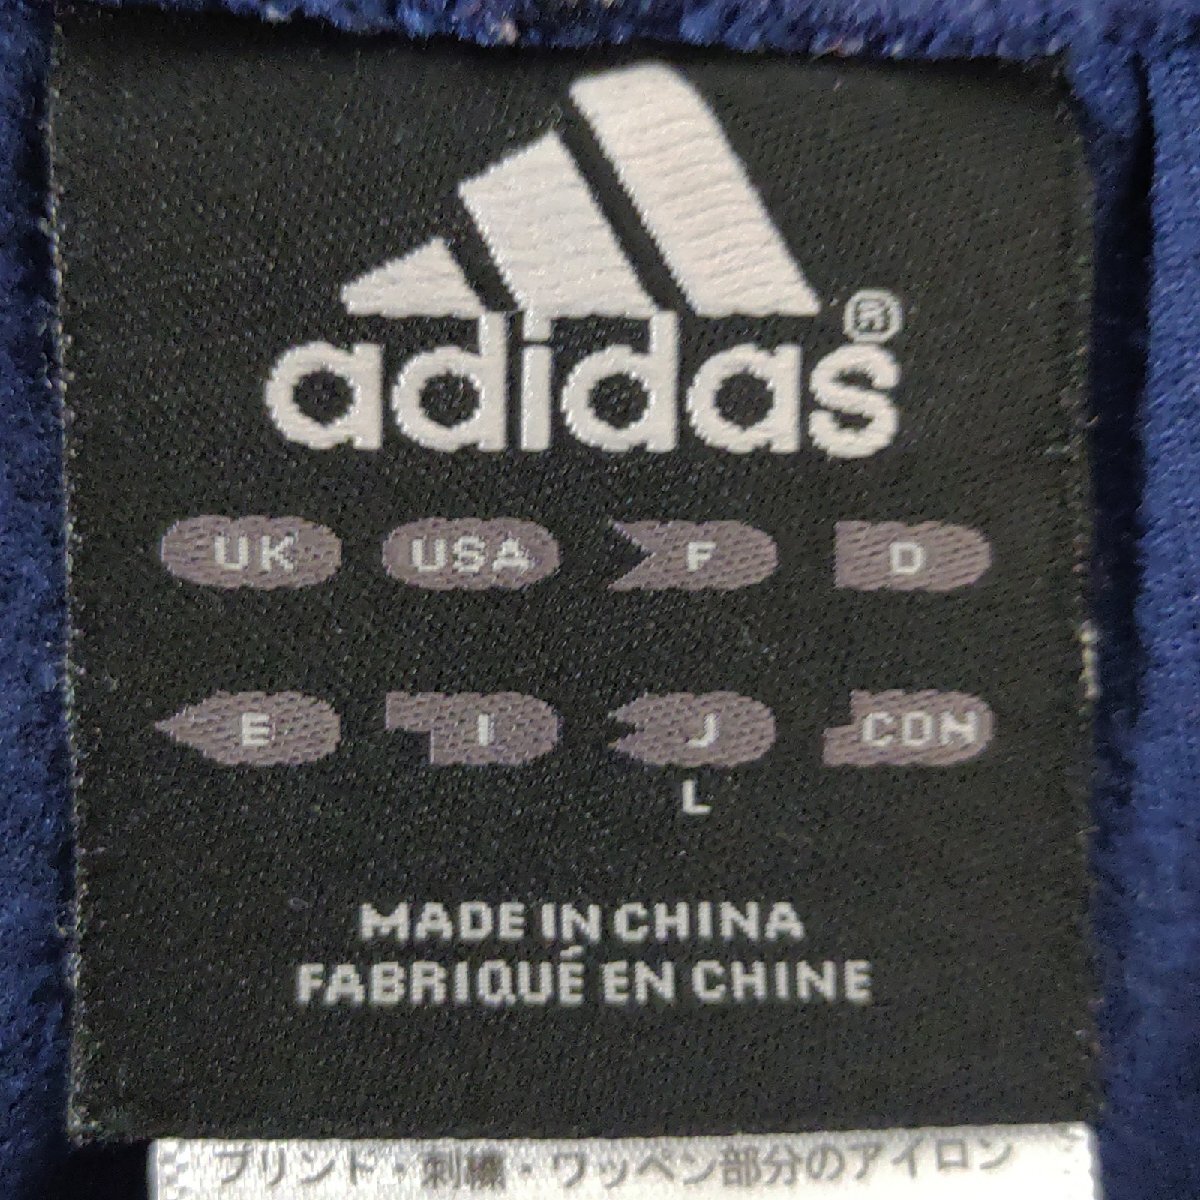 adidas®
UK USA F D
E I J CDN
L
MADE IN CHINA
FABRIQUÉ EN CHINE
プリント・刺繍・ワッペン部分のアイロン